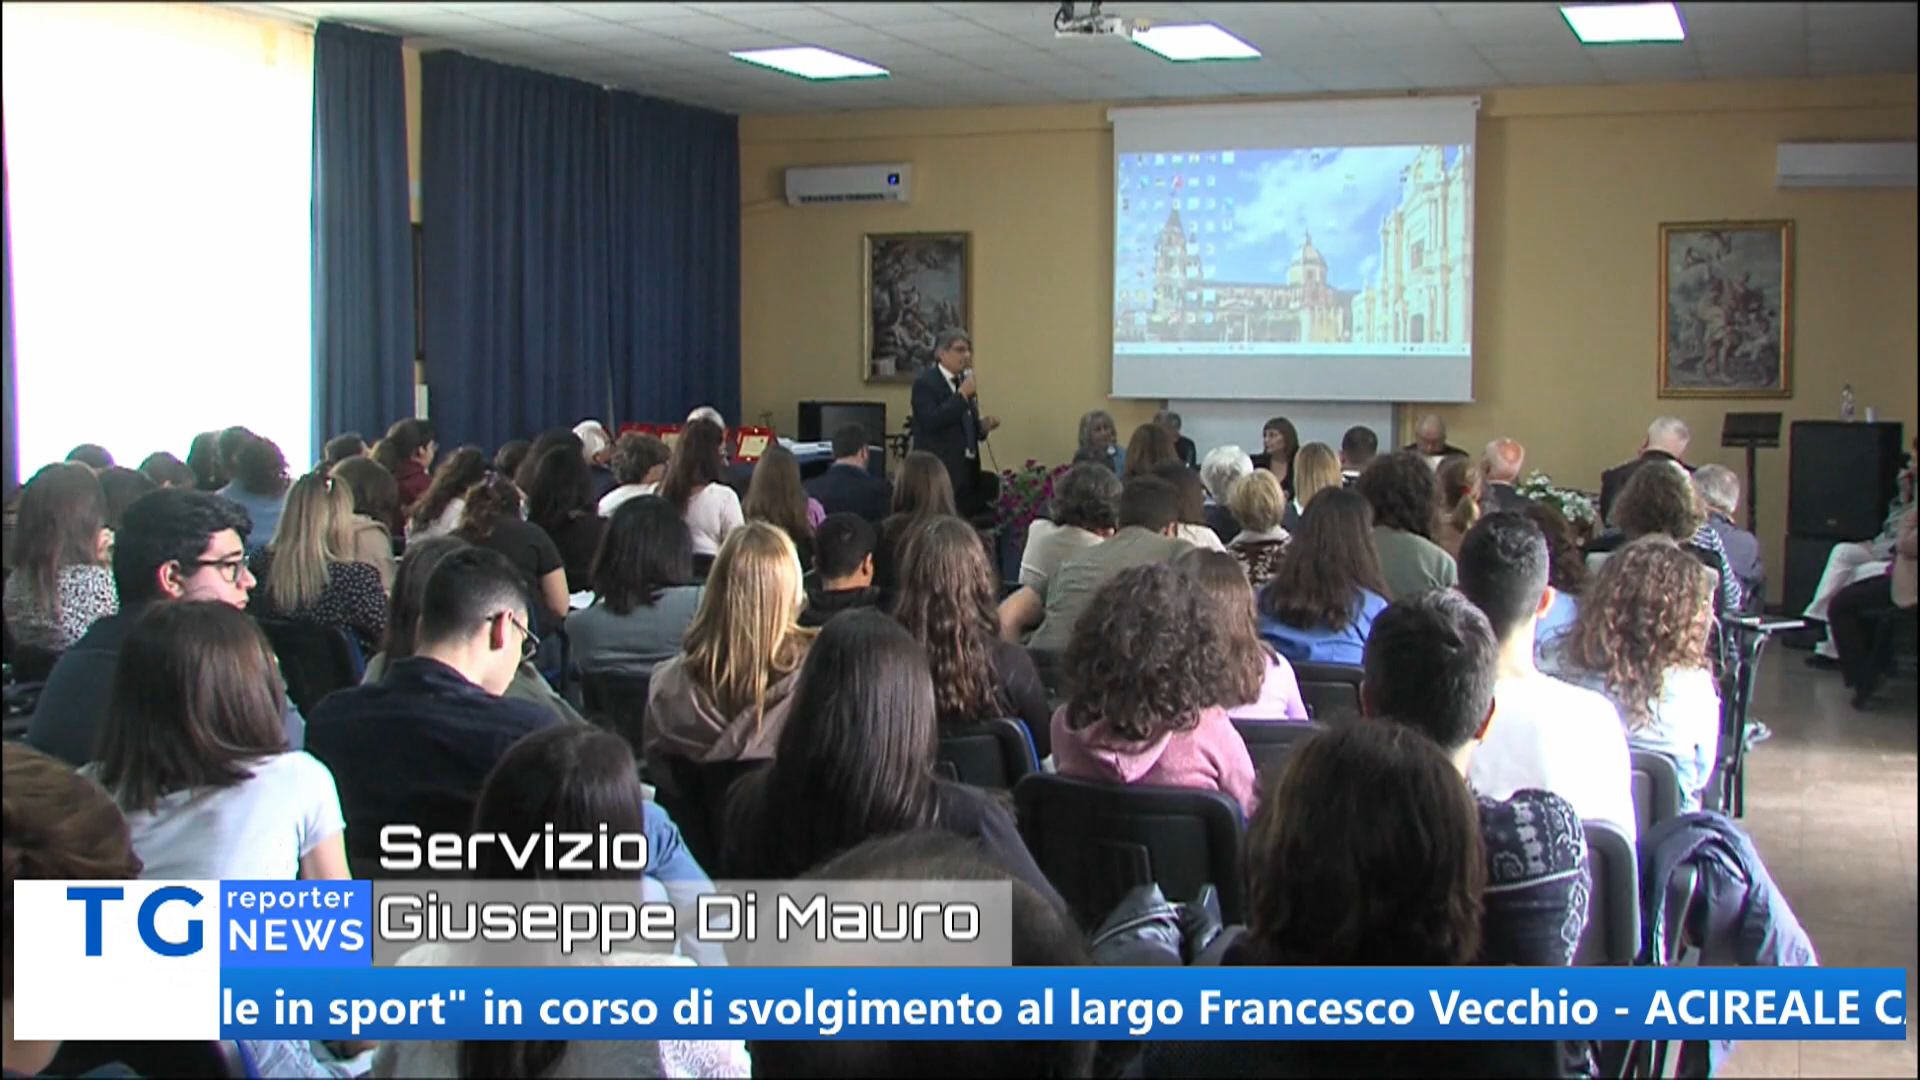 Servizio
Giuseppe Di Mauro
TG reporter
NEWS
le in sport" in corso di svolgimento al largo Francesco Vecchio - ACIREALE C